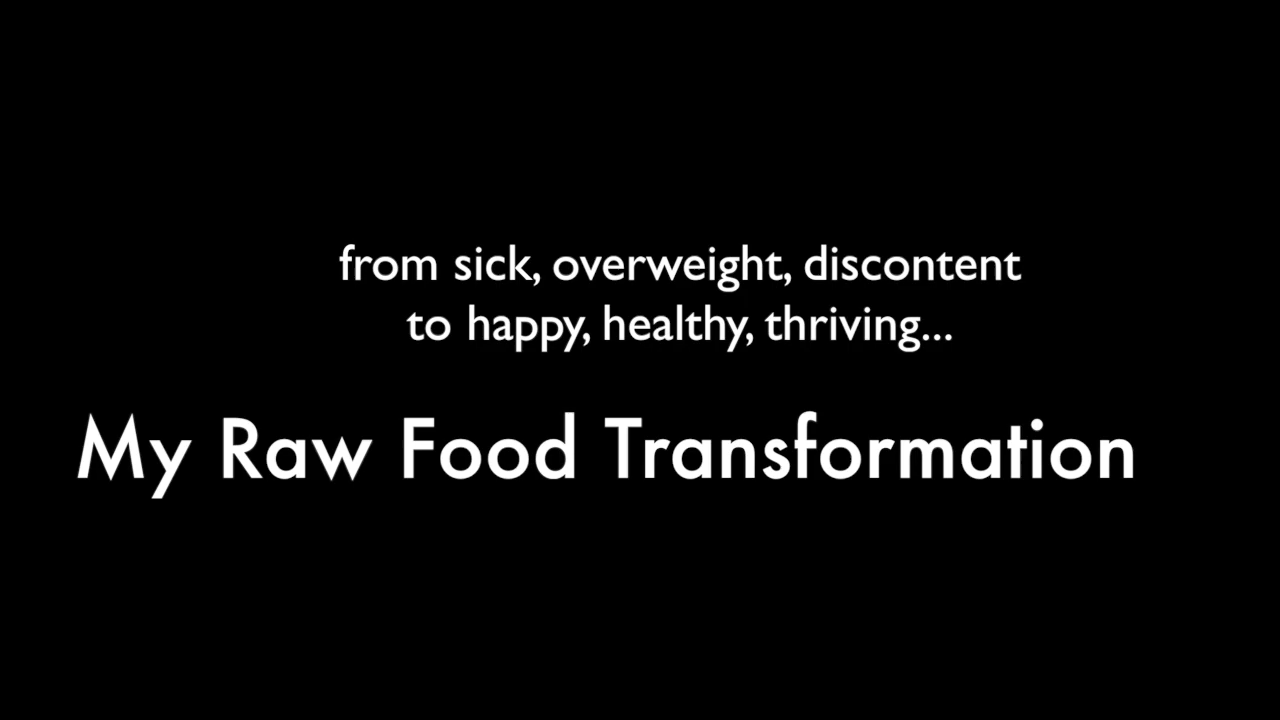 from sick, overweight, discontent
to happy, healthy, thriving...
My Raw Food Transformation